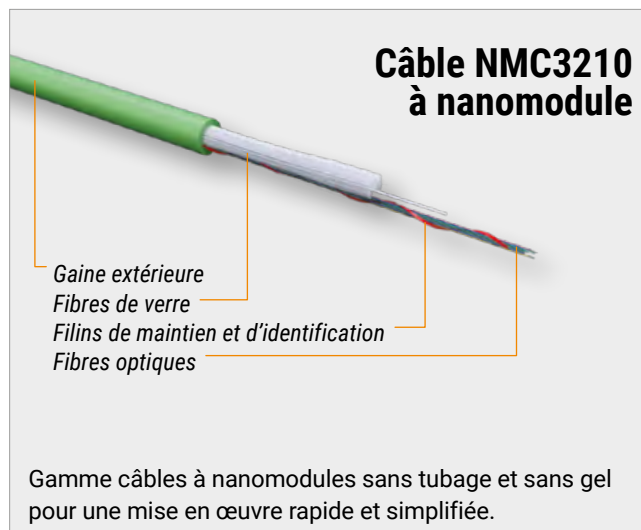 Câble NMC3210
à nanomodule
Gaine extérieure
Fibres de verre
Filins de maintien et d’identification
Fibres optiques
Gamme câbles à nanomodules sans tubage et sans gel
pour une mise en œuvre rapide et simplifiée.